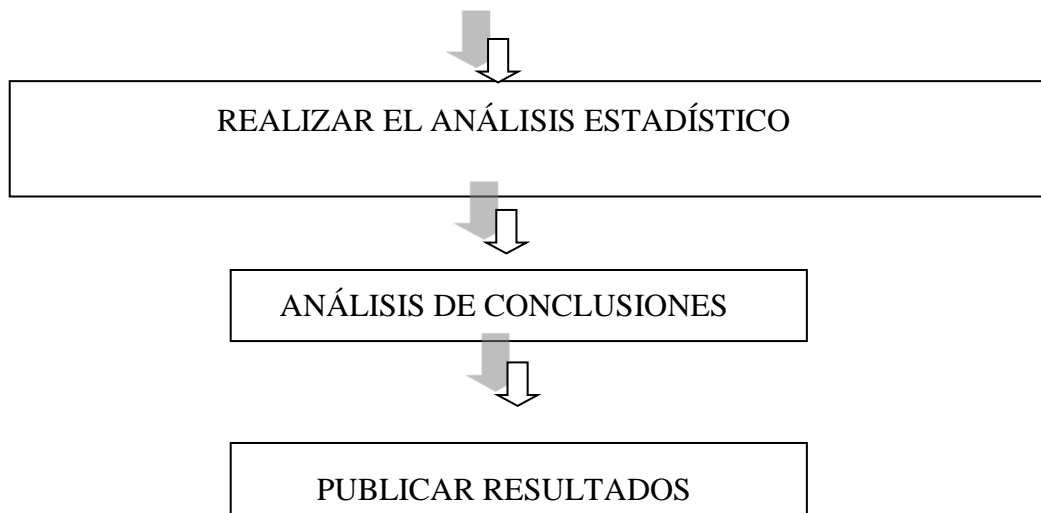 REALIZAR EL ANÁLISIS ESTADÍSTICO
ANÁLISIS DE CONCLUSIONES
PUBLICAR RESULTADOS